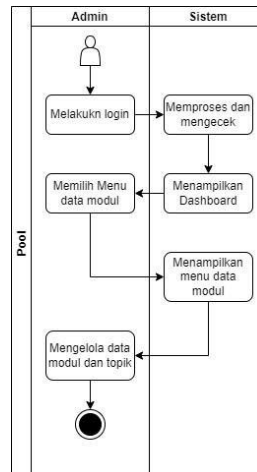 Admin
Sistem
Pool
Melakukn login
Memproses dan
mengecek
Menampilkan
Dashboard
Memilih Menu
data modul
Menampilkan
menu data
modul
Mengelola data
modul dan topik